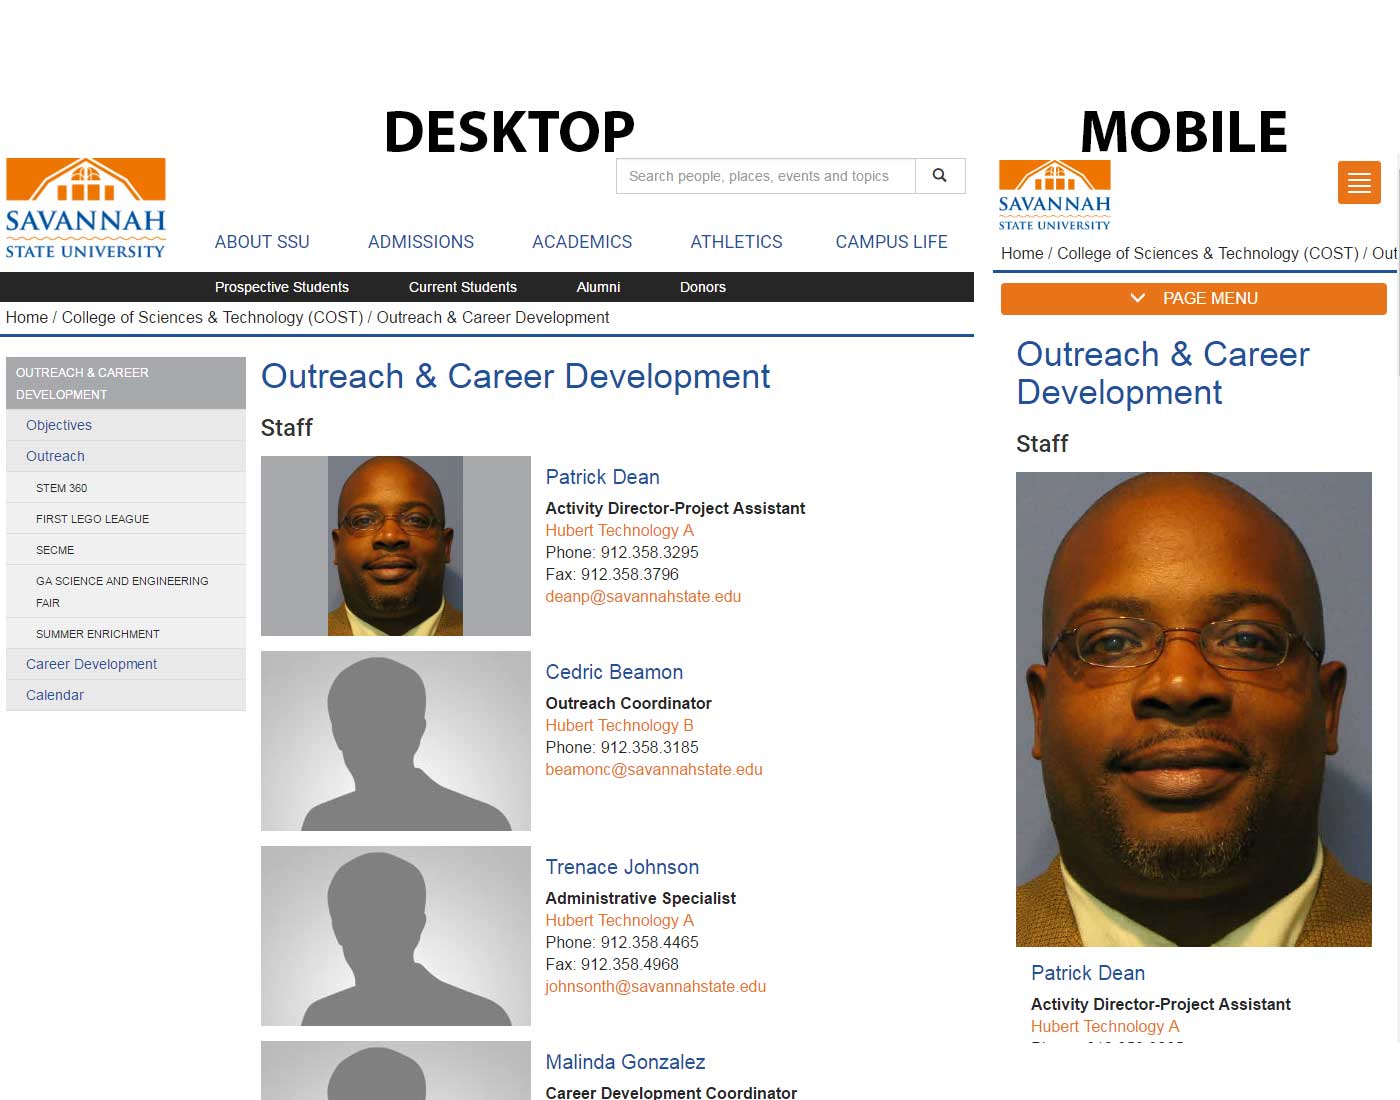 DESKTOP
SAVANNAH
STATE UNIVERSITY
Search people, places, events and topics
ABOUT SSU ADMISSIONS ACADEMICS ATHLETICS CAMPUS LIFE
Prospective Students Current Students Alumni Donors
Home / College of Sciences & Technology (COST) / Outreach & Career Development
OUTREACH & CAREER
DEVELOPMENT
Objectives
Outreach
STEM 360
FIRST LEGO LEAGUE
SECME
GA SCIENCE AND ENGINEERING
FAIR
SUMMER ENRICHMENT
Career Development
Calendar
Outreach & Career Development
Staff
Patrick Dean
Activity Director-Project Assistant
Hubert Technology A
Phone: 912.358.3295
Fax: 912.358.3796
deanp@savannahstate.edu
Cedric Beamon
Outreach Coordinator
Hubert Technology B
Phone: 912.358.3185
beamonc@savannahstate.edu
Trenace Johnson
Administrative Specialist
Hubert Technology A
Phone: 912.358.4465
Fax: 912.358.4968
johnsonth@savannahstate.edu
Malinda Gonzalez
Career Development Coordinator
MOBILE
SAVANNAH
STATE UNIVERSITY
Home / College of Sciences & Technology (COST) / Out
PAGE MENU
Outreach & Career
Development
Staff
Patrick Dean
Activity Director-Project Assistant
Hubert Technology A